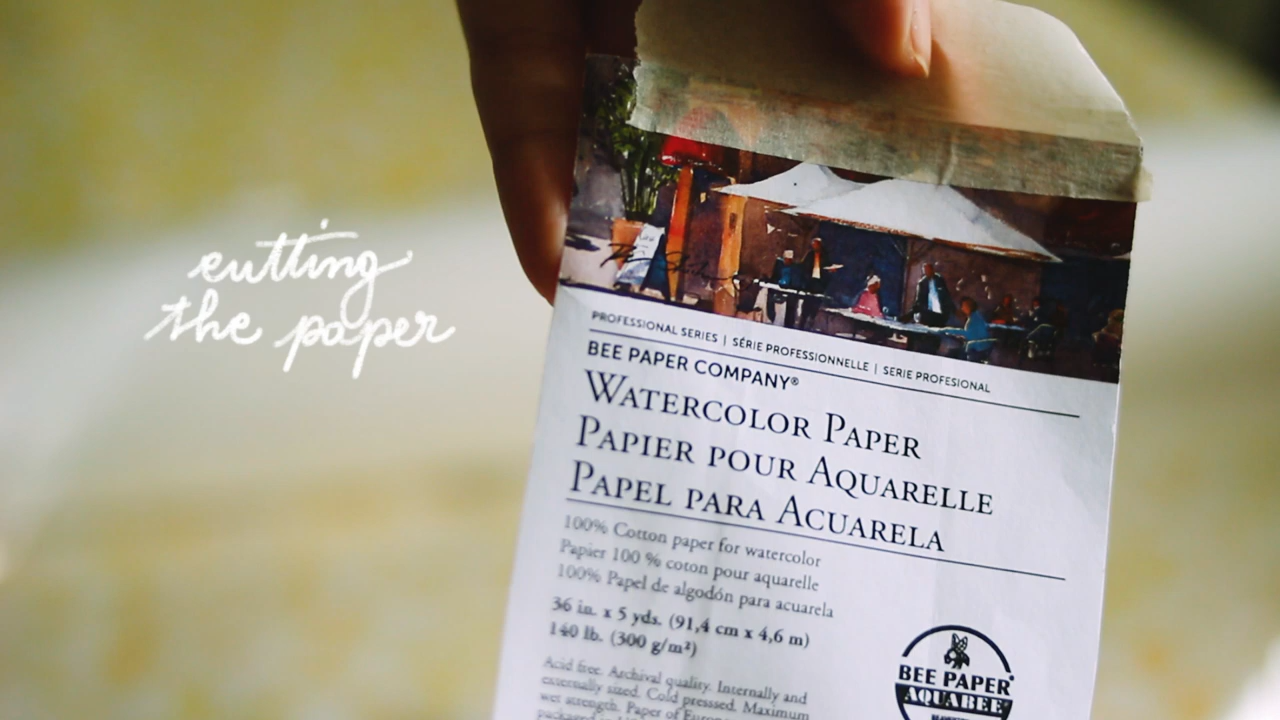 cutting
the paper
PROFESSIONAL SERIES | SÉRIE PROFESSIONNELLE | SERIE PROFESIONAL
BEE PAPER COMPANY®
WATERCOLOR PAPER
PAPIER POUR AQUARELLE
PAPEL PARA ACUARELA
100% Cotton paper for watercolor
Papier 100 % coton pour aquarelle
100% Papel de algodón para acuarela
36 in. x 5 yds. (91,4 cm x 4,6 m)
140 lb. (300 g/m²)
Acid free. Archival quality. Internally and
externally sized. Cold presssed. Maximum
wet strength. Paper of Europe
BEE PAPER®
AQUABEE®